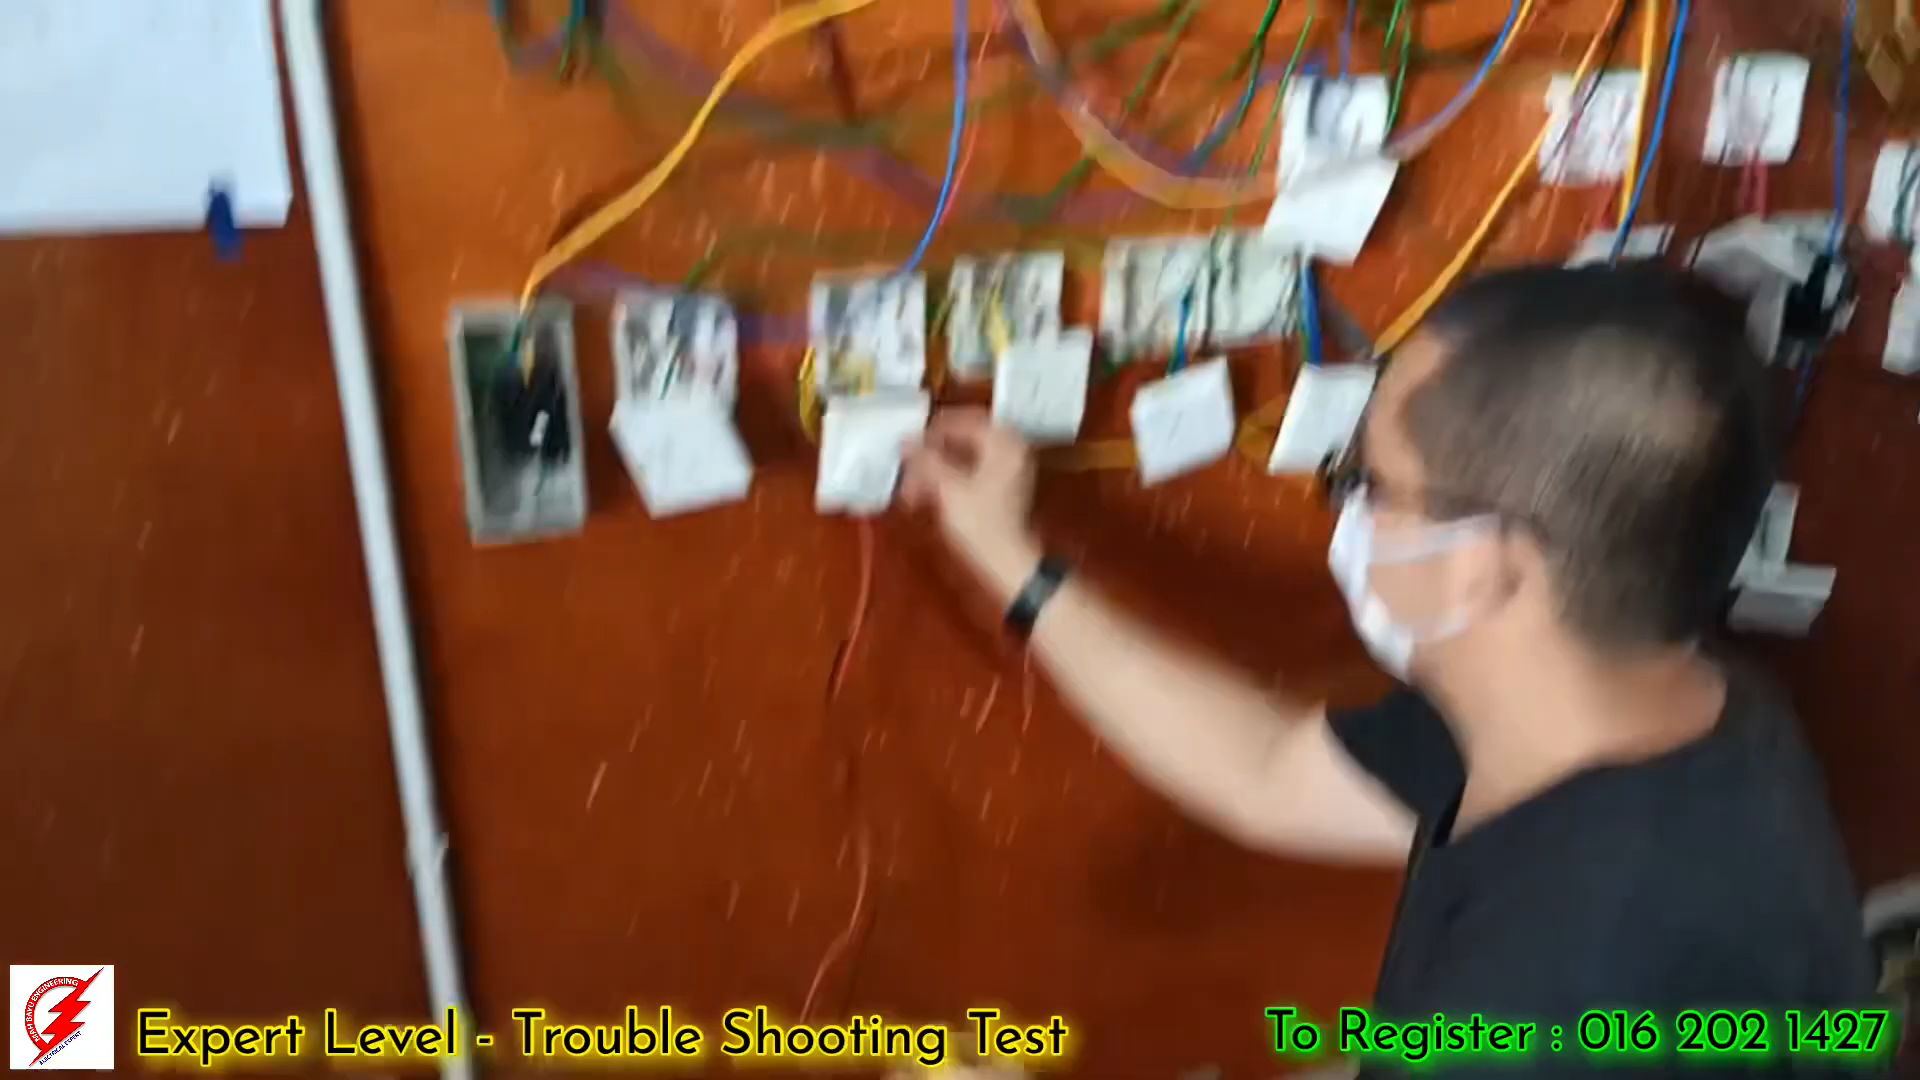 Expert Level - Trouble Shooting Test
To Register : 016 202 1427